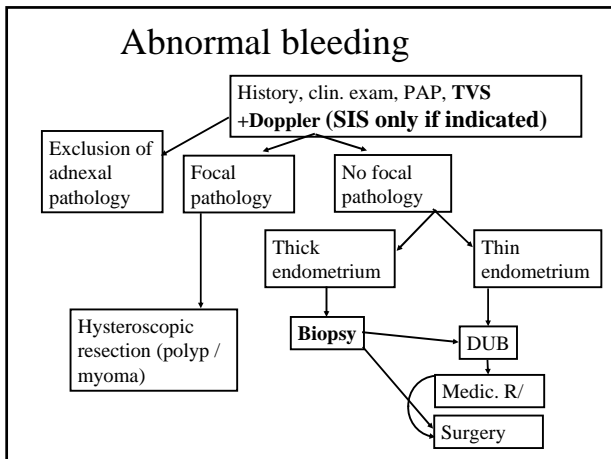 Abnormal bleeding
History, clin. exam, PAP, TVS
+Doppler (SIS only if indicated)
Exclusion of
adnexal
pathology
Focal
pathology
No focal
pathology
Thick
endometrium
Thin
endometrium
Hysteroscopic
resection (polyp /
myoma)
Biopsy
DUB
Medic. R/
Surgery